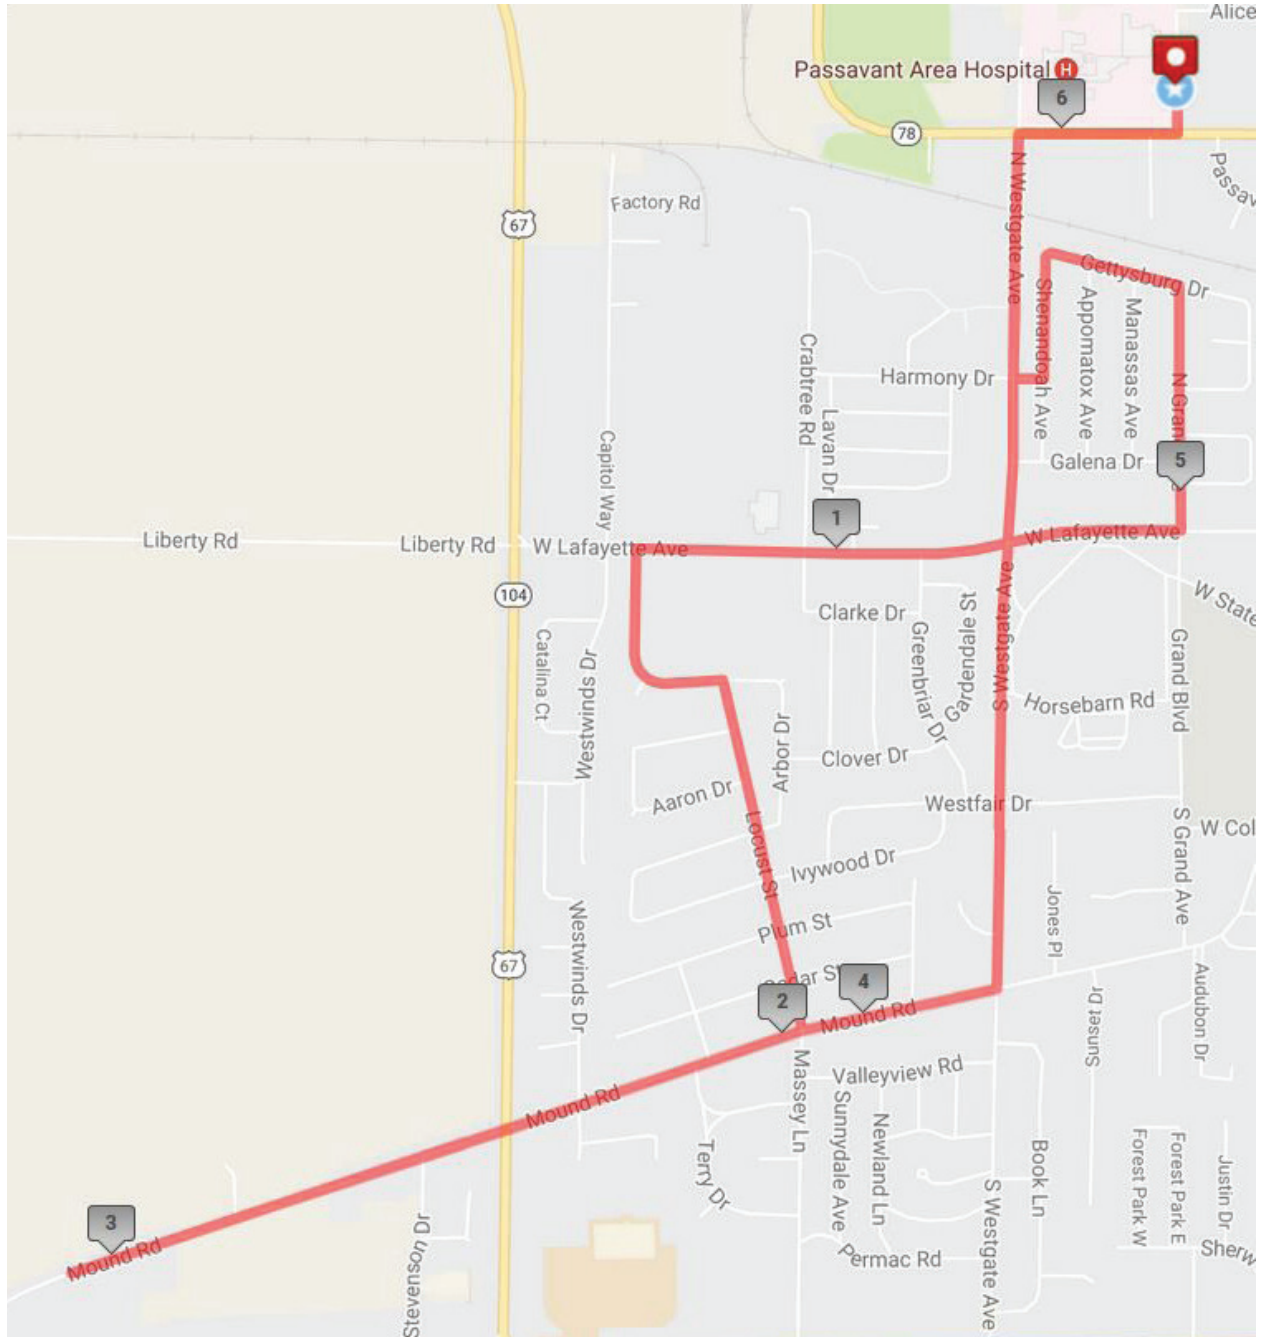 Alice
Passavant Area Hospital
H
6
78
Passav
N Westgate Ave
Factory Rd
67
Gettysburg Dr
Shenandoah Ave
Appomatox Ave
Manassas Ave
Crabtree Rd
Harmony Dr
Lavan Dr
Galena Dr
5
Capitol Way
1
Liberty Rd
Liberty Rd
W Lafayette Ave
W Lafayette Ave
104
W State
Clarke Dr
Greenbriar Dr
Gardendale St
S Westgate Ave
Catalina Ct
Westwinds Dr
Grand Blvd
Horsebarn Rd
Arbor Dr
Clover Dr
Aaron Dr
Westfair Dr
Locust St
Ivywood Dr
S Grand Ave
W Col
Jones Pl
Westwinds Dr
Plum St
67
4
2
Mound Rd
Audubon Dr
Sunset Dr
Massey Ln
Valleyview Rd
Mound Rd
Sunnydale Ave
Newland Ln
Terry Dr
Book Ln
Forest Park W
Forest Park E
Justin Dr
S Westgate Ave
3
Mound Rd
Stevenson Dr
Permac Rd
Sherw